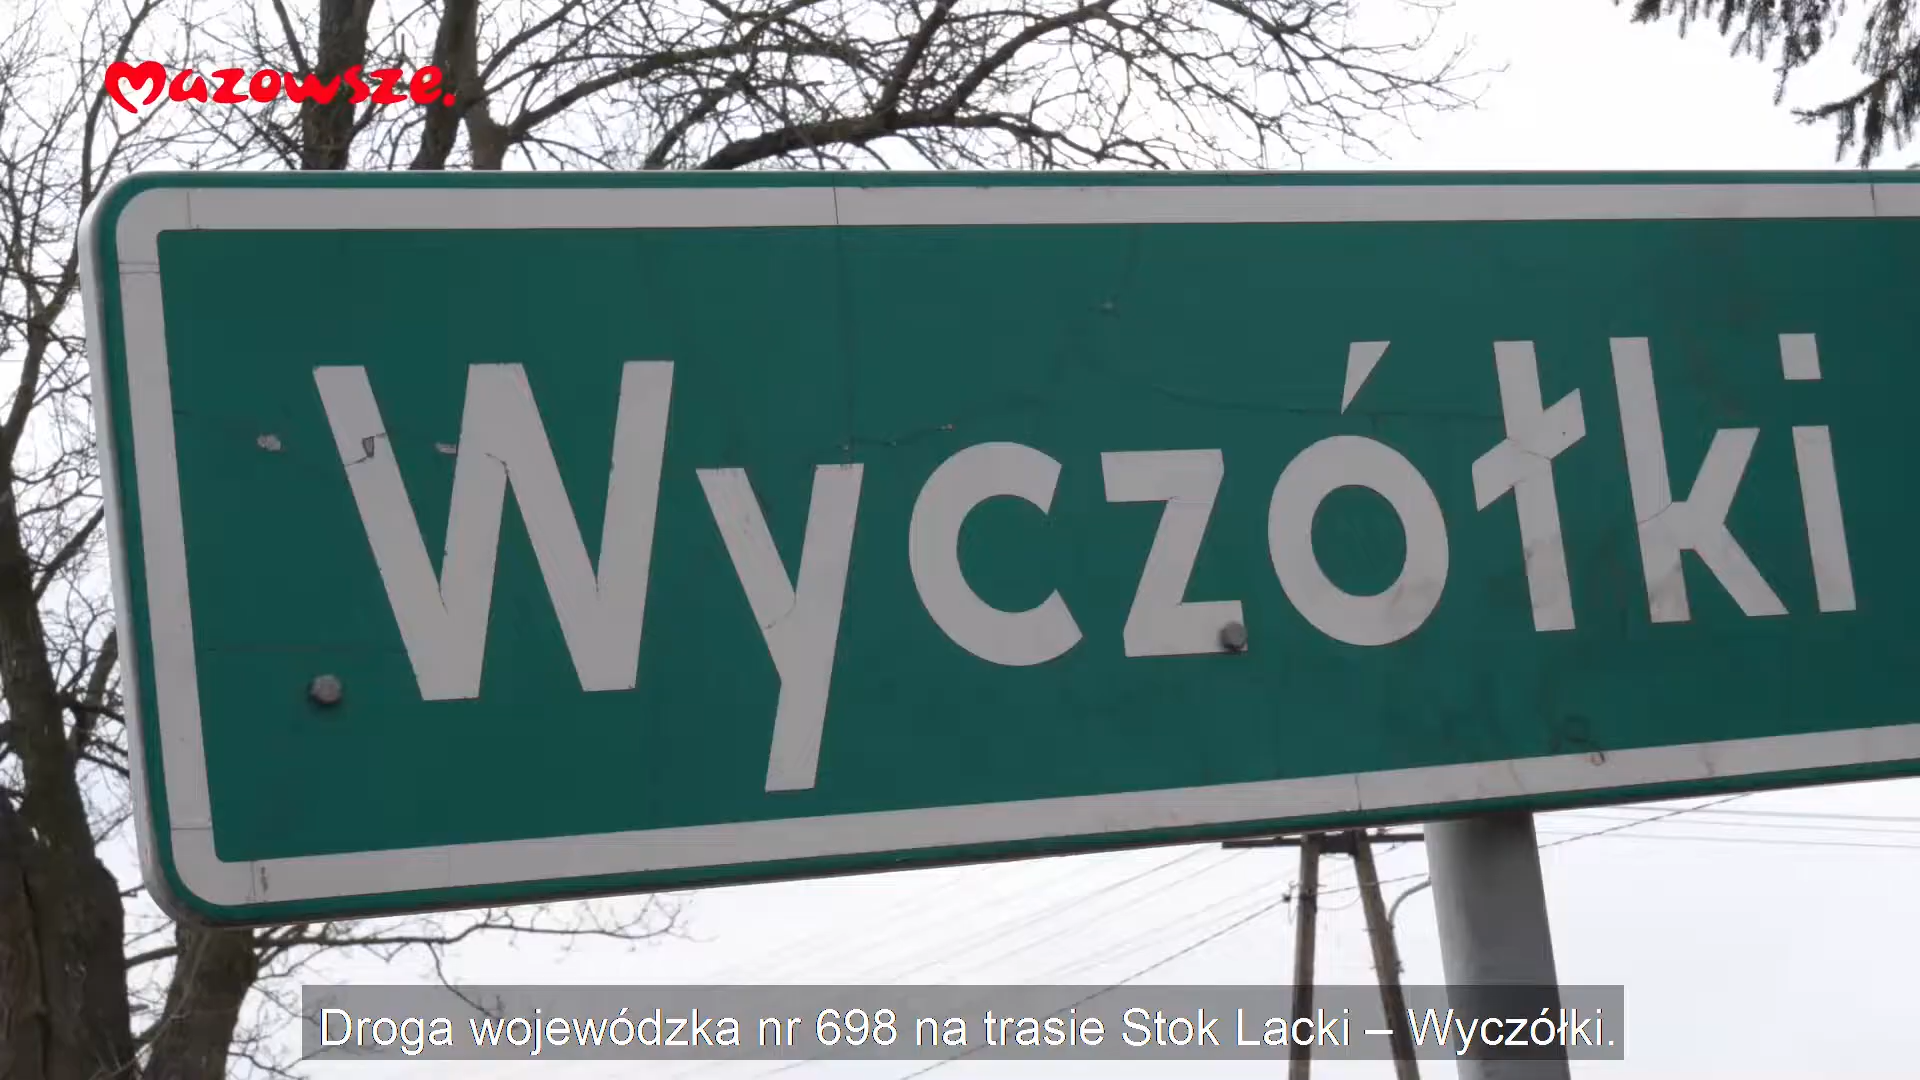 Mazowsze.
Wyczółki
Droga wojewódzka nr 698 na trasie Stok Lacki – Wyczółki.